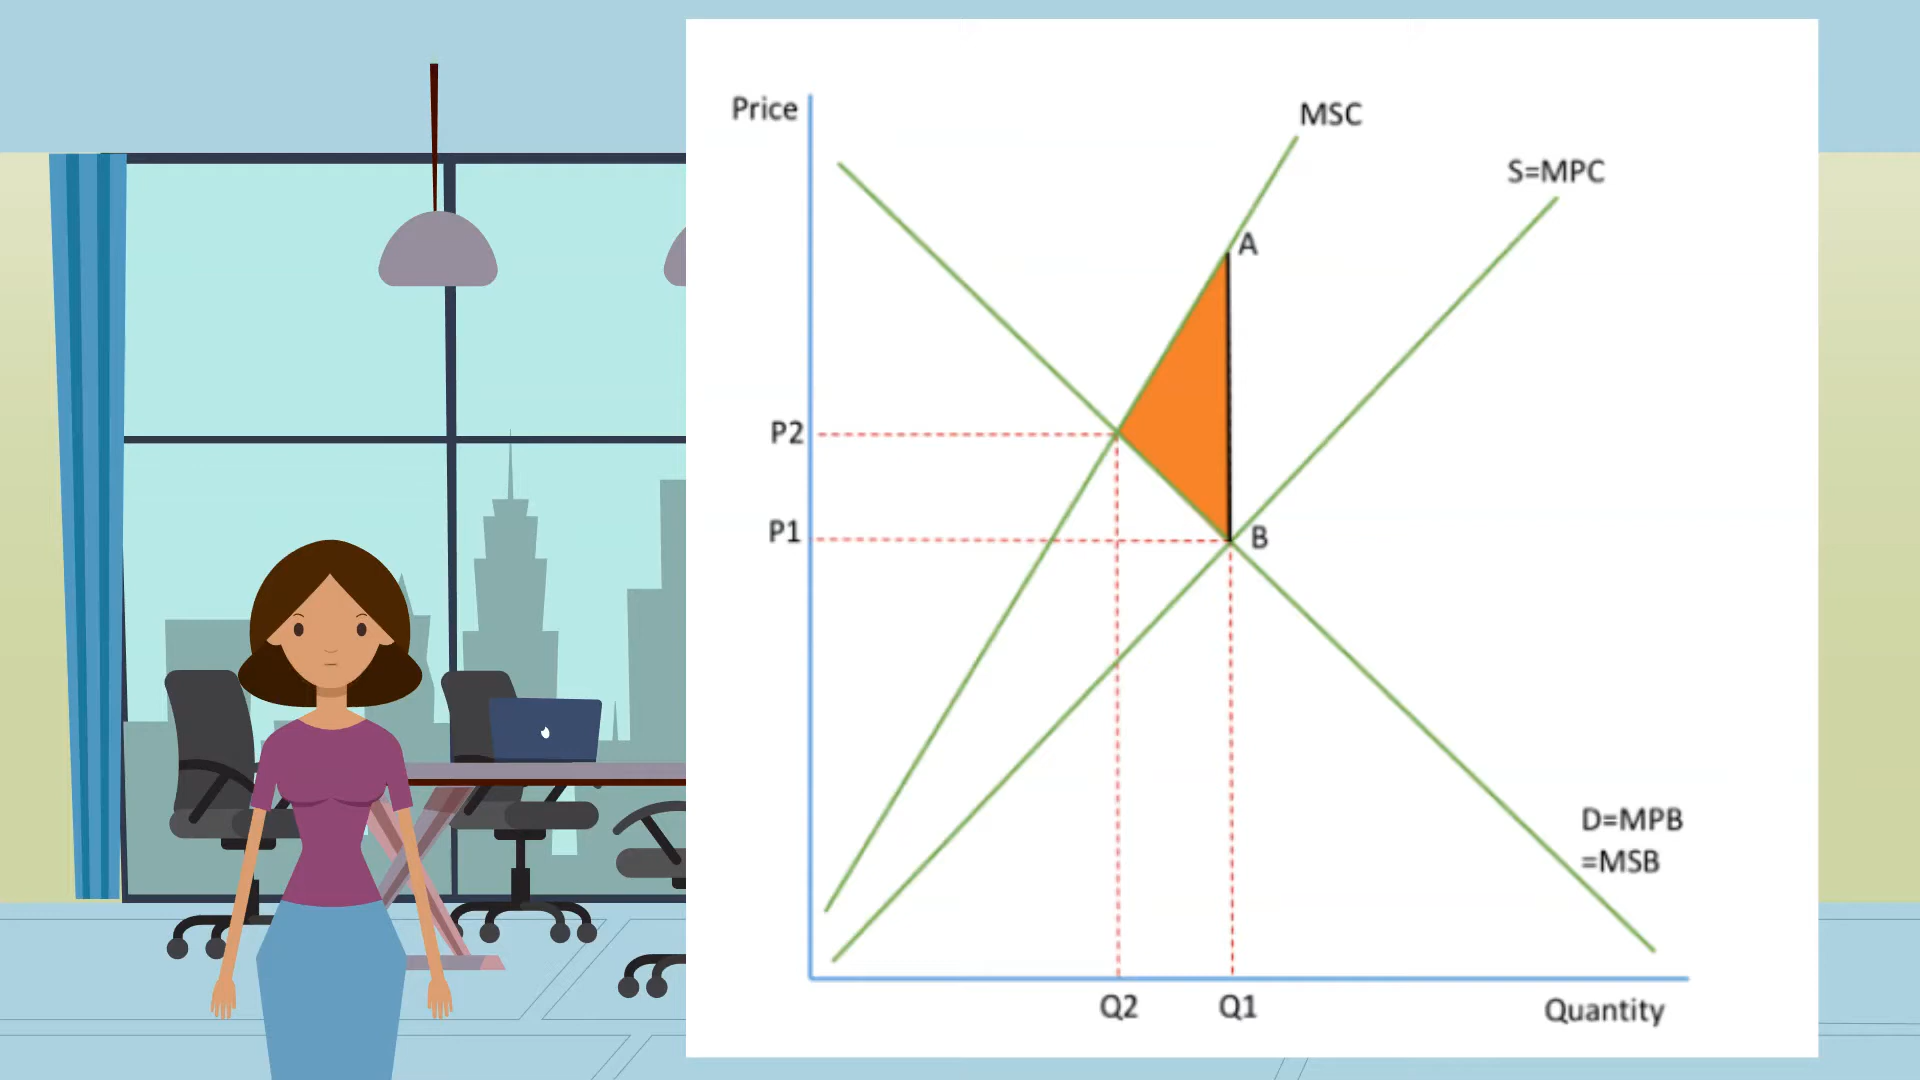 Price
MSC
S=MPC
A
P2
P1
B
D=MPB
=MSB
Q2
Q1
Quantity